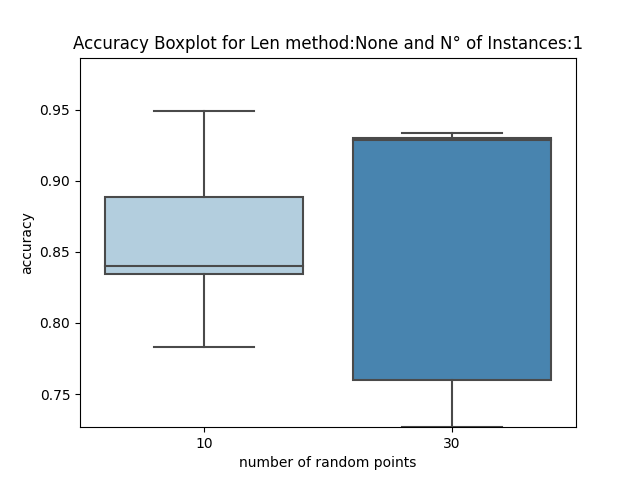 Accuracy Boxplot for Len method:None and N° of Instances:1
0.95
0.90
0.85
0.80
0.75
accuracy
10 30
number of random points